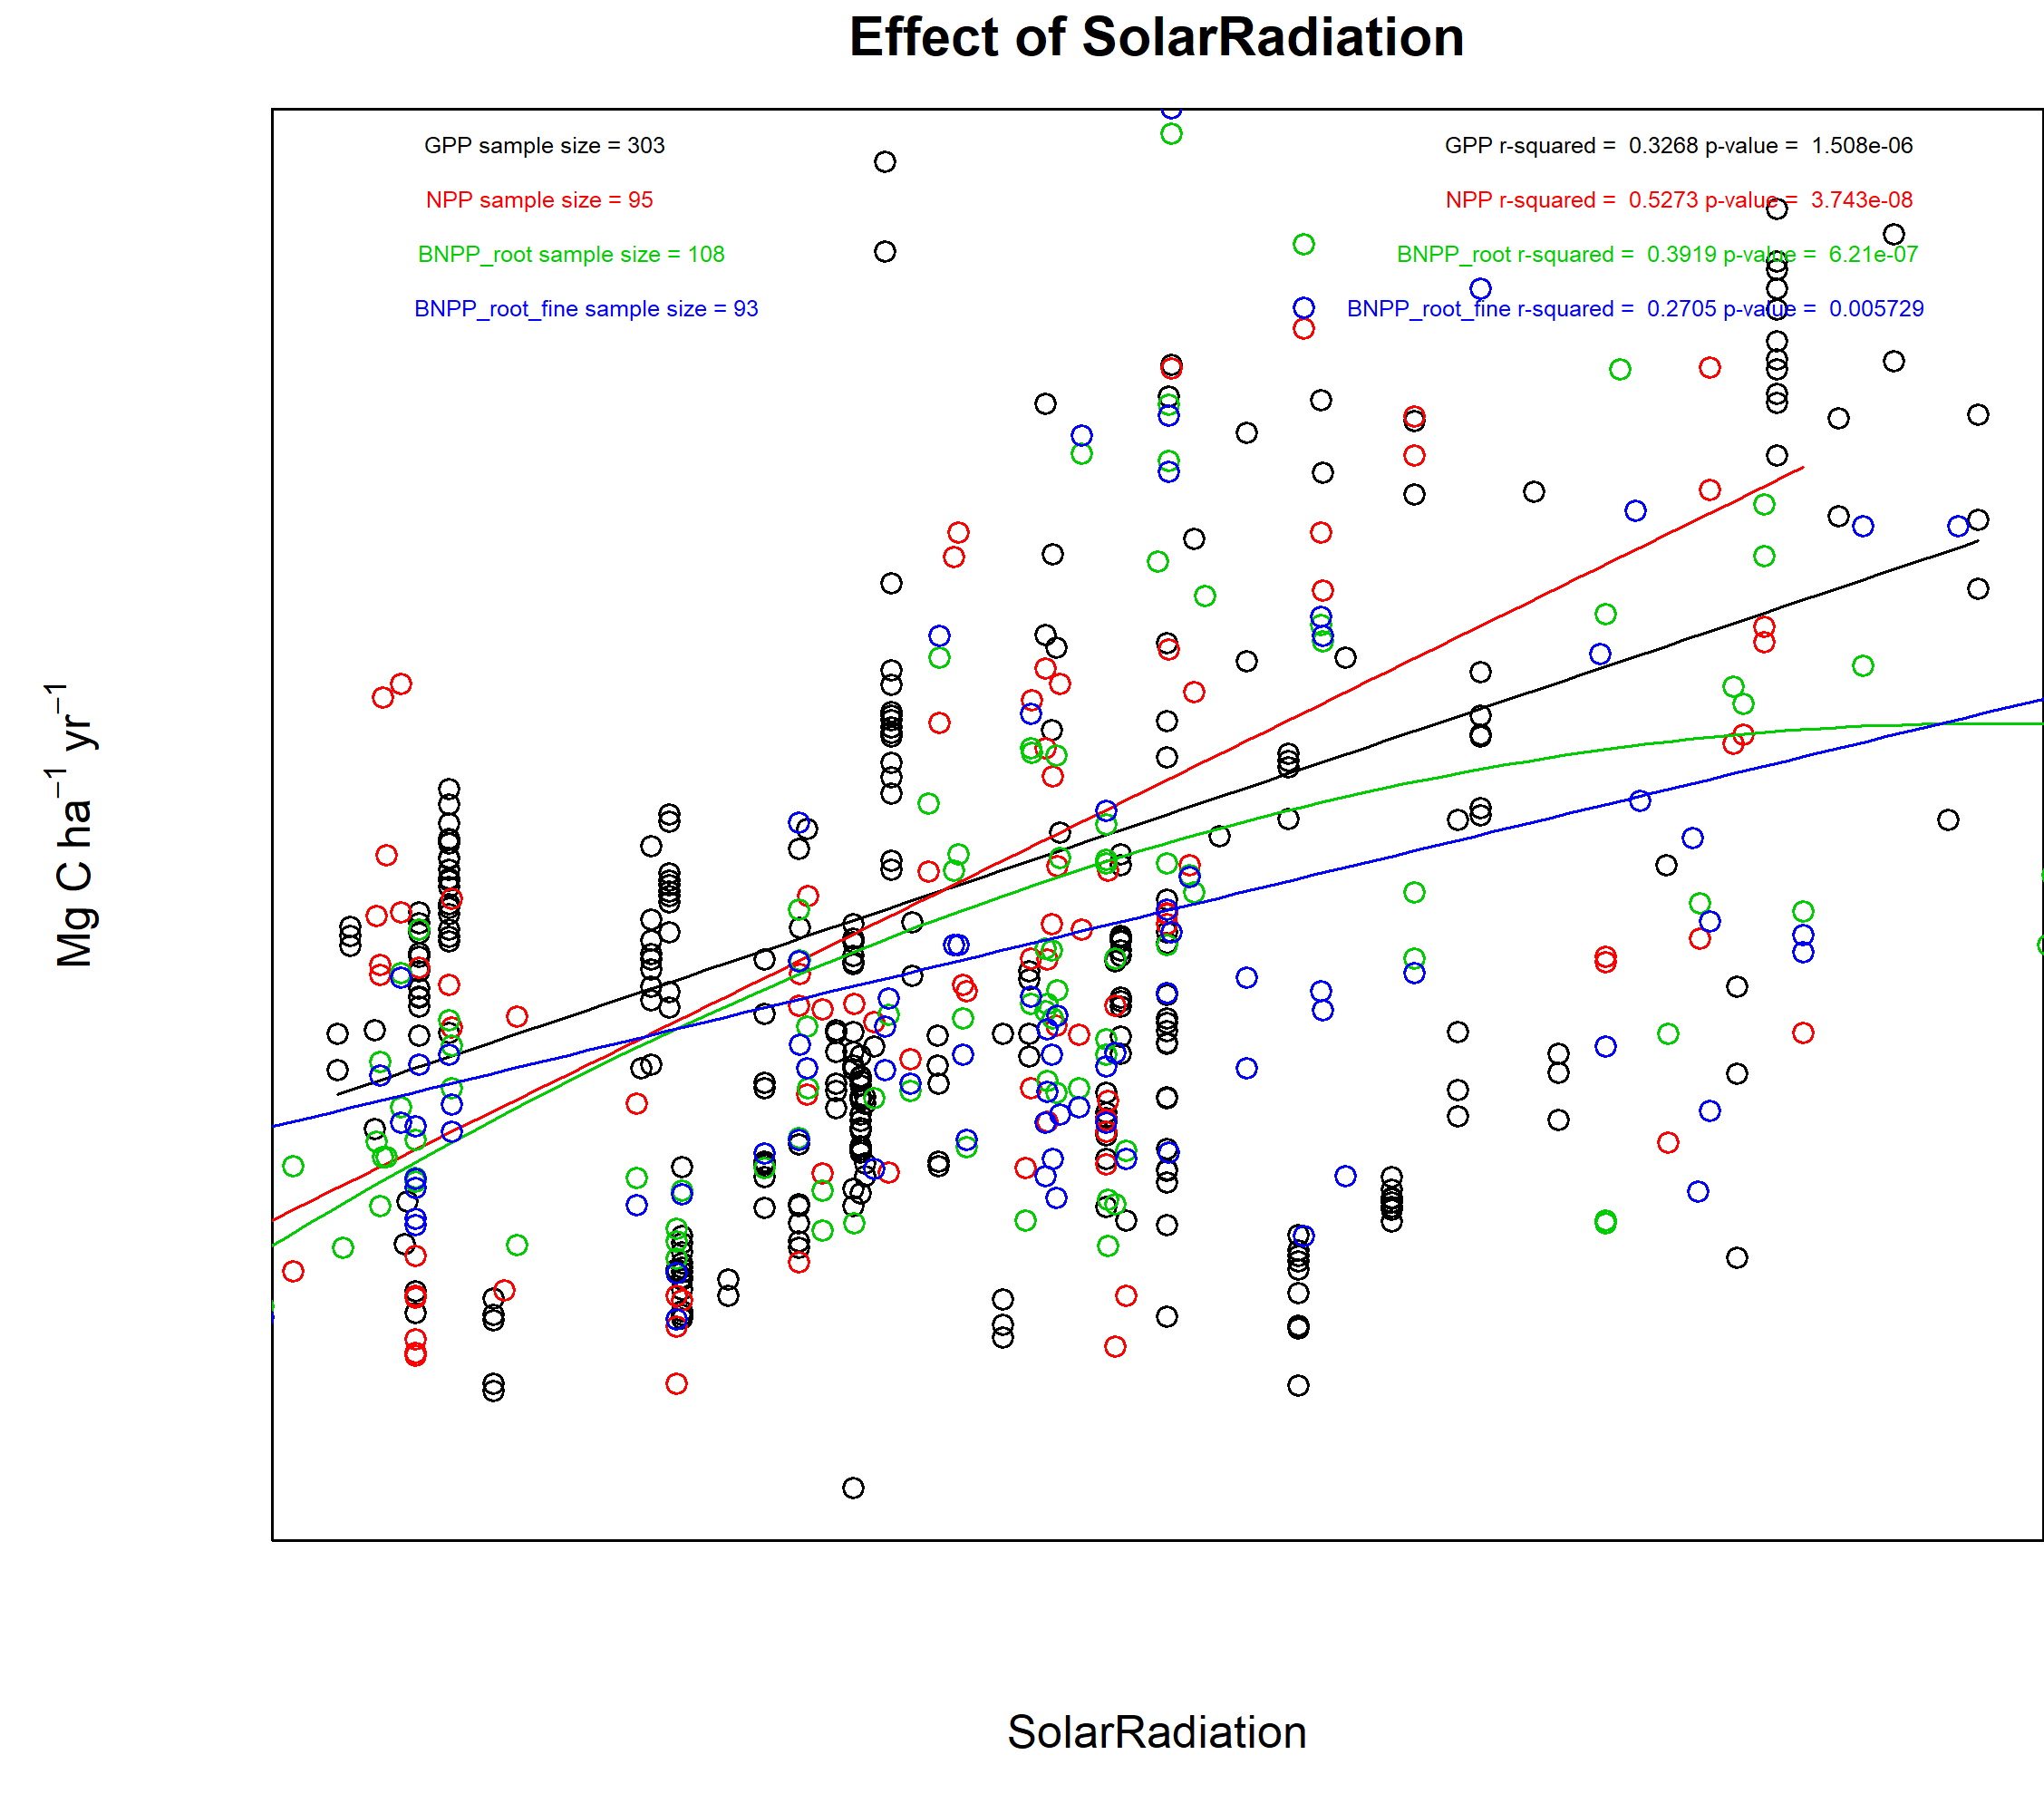 Effect of SolarRadiation
GPP sample size = 303
GPP r-squared = 0.3268 p-value = 1.508e-06
NPP sample size = 95
NPP r-squared = 0.5273 p-value = 3.743e-08
BNPP_root sample size = 108
BNPP_root r-squared = 0.3919 p-value = 6.21e-07
BNPP_root_fine sample size = 93
BNPP_root_fine r-squared = 0.2705 p-value = 0.005729
Mg C ha⁻¹ yr⁻¹
SolarRadiation